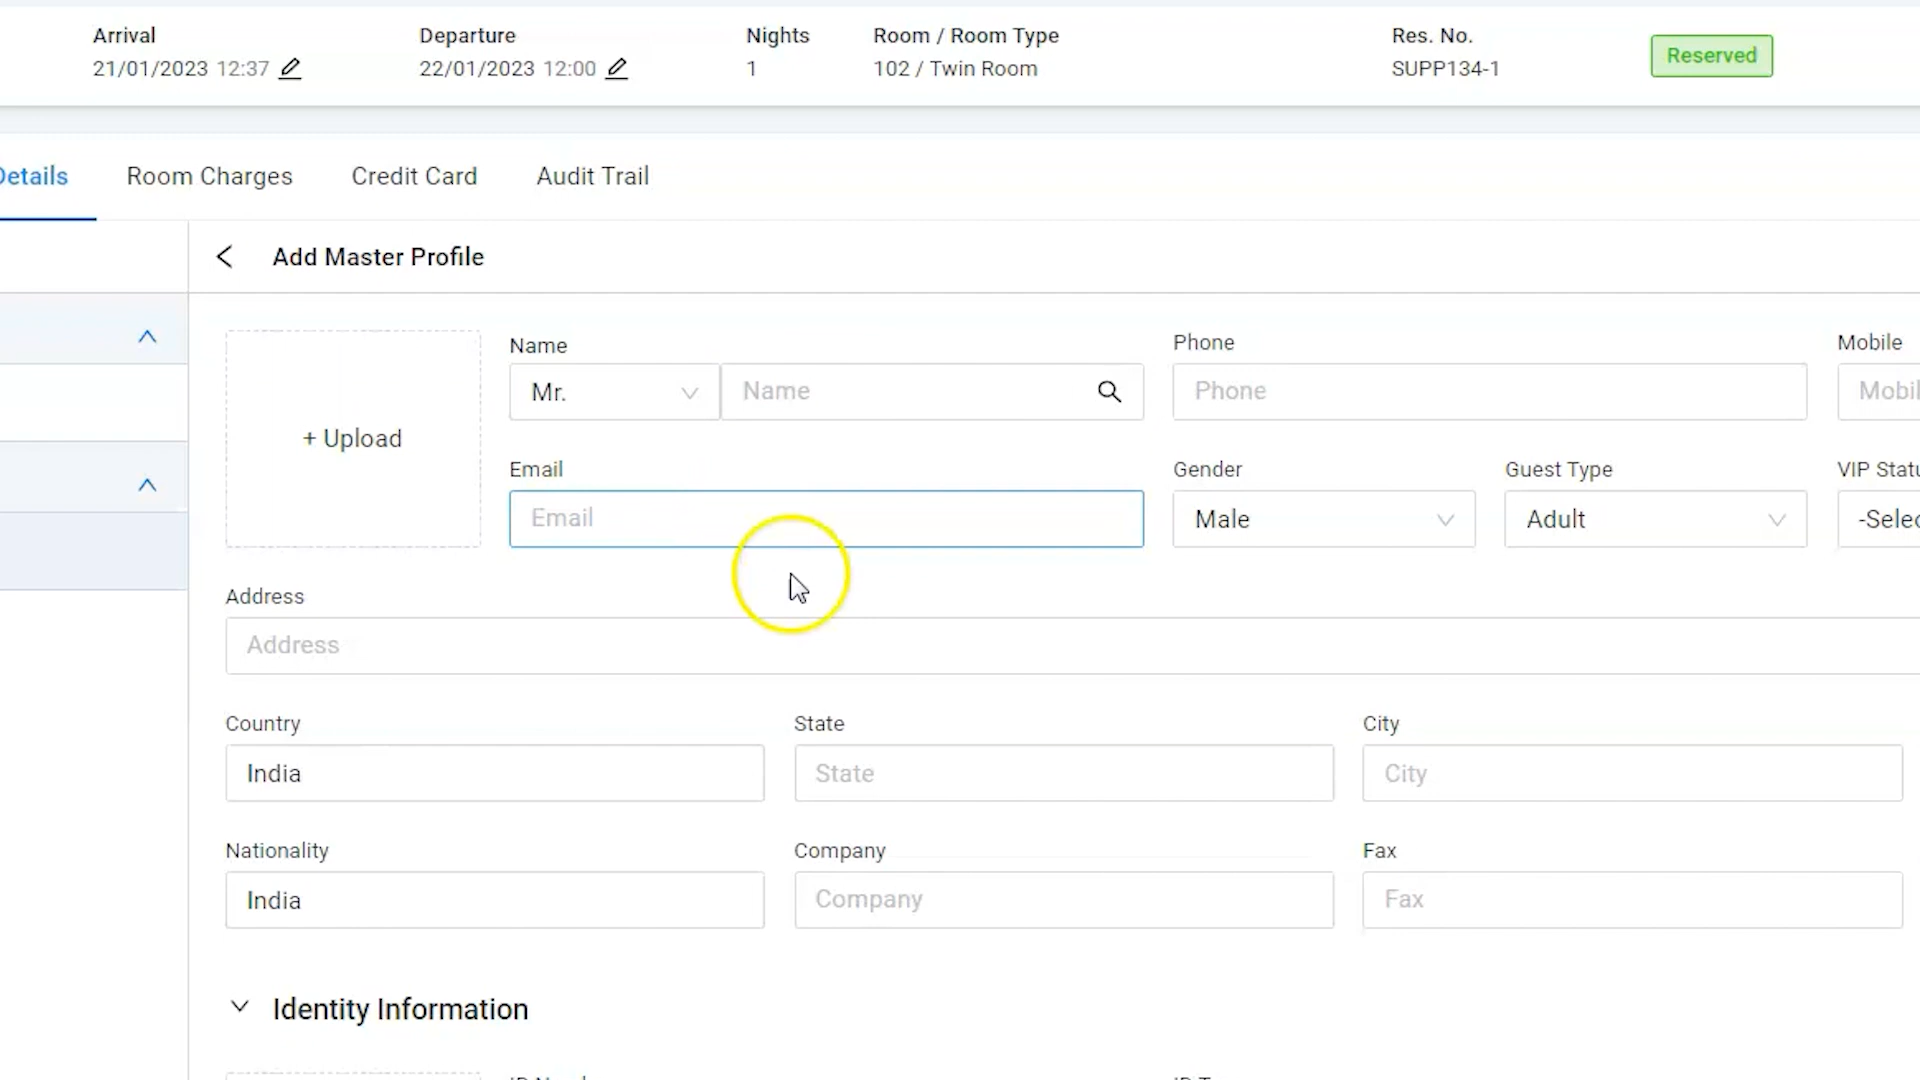 Arrival
Departure
Nights
Room / Room Type
Res. No.
21/01/2023 12:37
22/01/2023 12:00
1
102 / Twin Room
SUPP134-1
Reserved
Details
Room Charges
Credit Card
Audit Trail
Add Master Profile
Name
Phone
Mobile
Mr.
Name
Phone
Mobil
+ Upload
Email
Gender
Guest Type
VIP Statu
Email
Male
Adult
-Selec
Address
Address
Country
State
City
India
State
City
Nationality
Company
Fax
India
Company
Fax
Identity Information